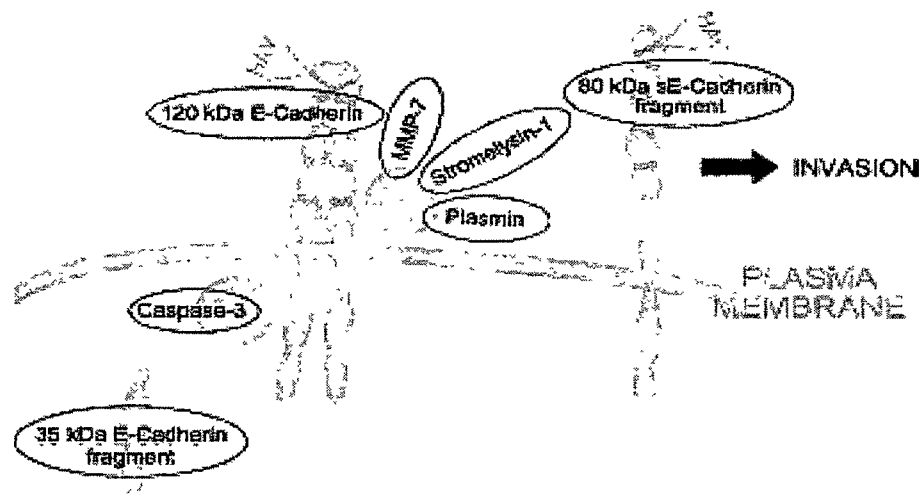 120 kDa E-Cadherin
MMP-7
Stromelysin-1
Plasmin
80 kDa sE-Cadherin
fragment
INVASION
PLASMA
MEMBRANE
Caspase-3
35 kDa E-Cadherin
fragment